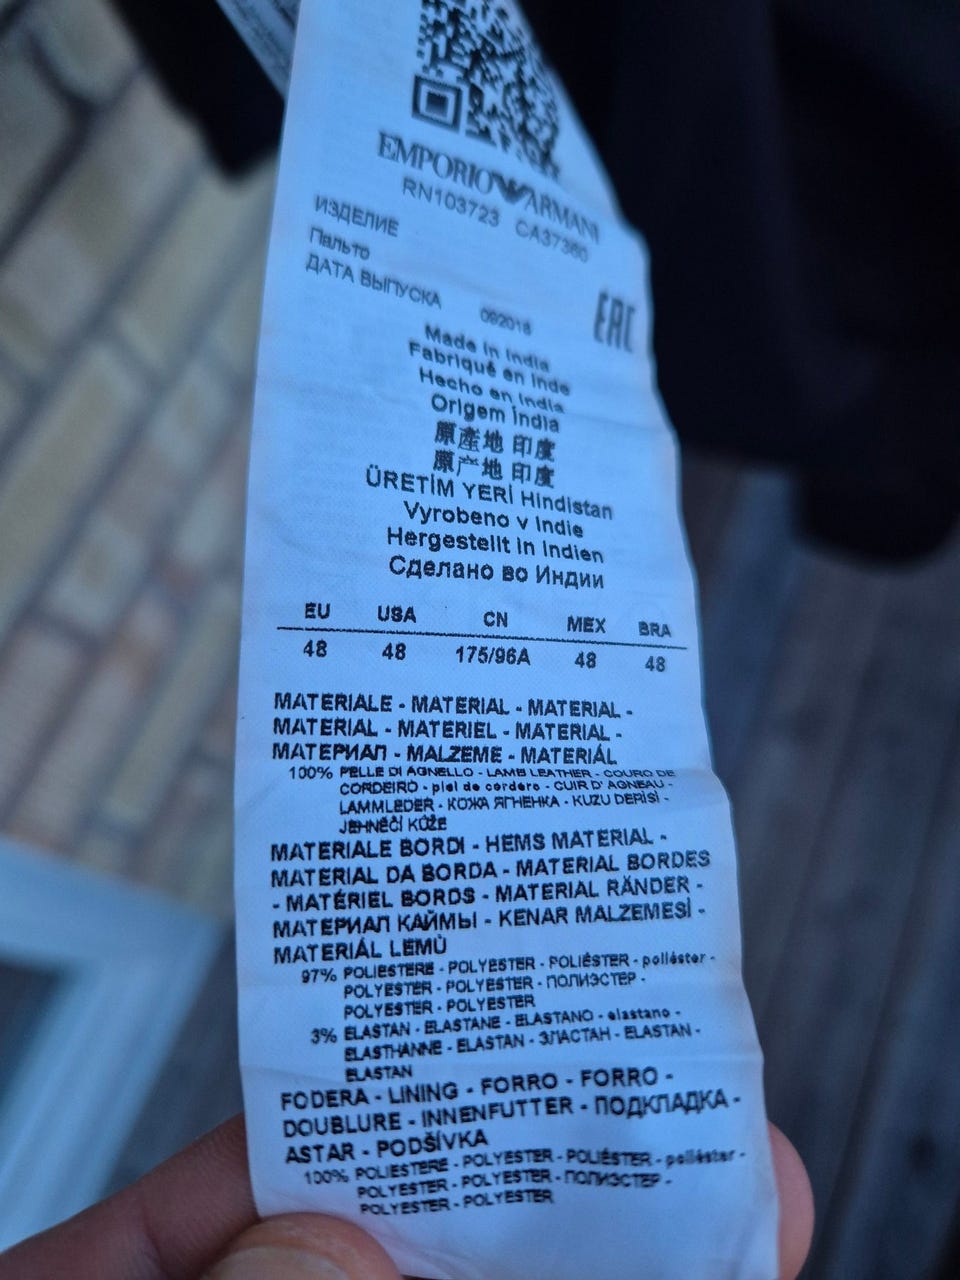 EMPORIO ARMANI
RN103723 CA37360
ИЗДЕЛИЕ
Пальто
ДАТА ВЫПУСКА 092018
EAC
Made in India
Fabriqué en Inde
Hecho en India
Origem Índia
原產地 印度
原产地 印度
ÜRETİM YERİ Hindistan
Vyrobeno v Indie
Hergestellt in Indien
Сделано во Индии
EU USA CN MEX BRA
48 48 175/96A 48 48
MATERIALE - MATERIAL - MATERIAL -
MATERIAL - MATERIEL - MATERIAL -
МАТЕРИАЛ - MALZEME - MATERIÁL
100% PELLE DI AGNELLO - LAMB LEATHER - COURO DE
CORDEIRO - piel de cordero - CUIR D' AGNEAU -
LAMMLEDER - КОЖА ЯГНЕНКА - KUZU DERİSİ -
JEHNĚČÍ KŮŽE
MATERIALE BORDI - HEMS MATERIAL -
MATERIAL DA BORDA - MATERIAL BORDES
- MATÉRIEL BORDS - MATERIAL RÄNDER -
МАТЕРИАЛ КАЙМЫ - KENAR MALZEMESİ -
MATERIÁL LEMŮ
97% POLIESTERE - POLYESTER - POLIÉSTER - poliéster -
POLYESTER - POLYESTER - ПОЛИЭСТЕР -
POLYESTER - POLYESTER
3% ELASTAN - ELASTANE - ELASTANO - elastano -
ELASTHANNE - ELASTAN - ЭЛАСТАН - ELASTAN -
ELASTAN
FODERA - LINING - FORRO - FORRO -
DOUBLURE - INNENFUTTER - ПОДКЛАДКА -
ASTAR - PODŠÍVKA
100% POLIESTERE - POLYESTER - POLIÉSTER - poliéster -
POLYESTER - POLYESTER - ПОЛИЭСТЕР -
POLYESTER - POLYESTER